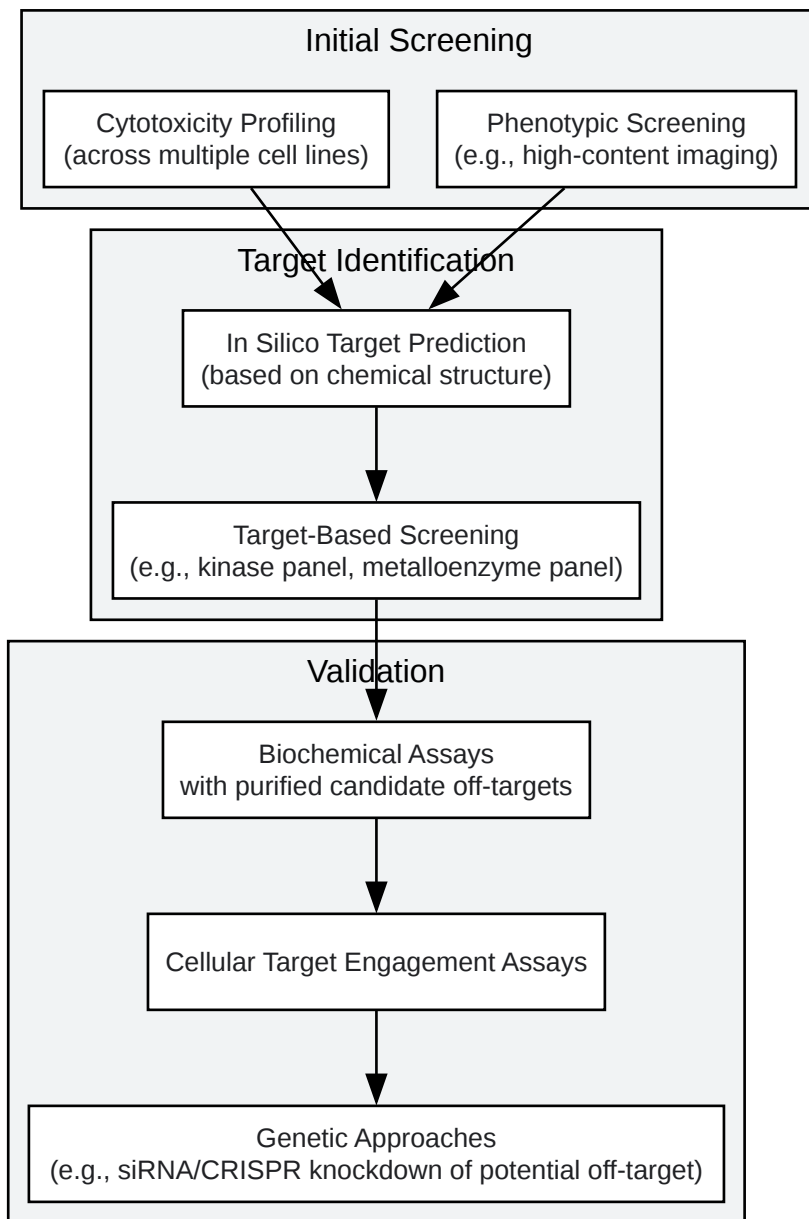 Initial Screening
Cytotoxicity Profiling
(across multiple cell lines)
Phenotypic Screening
(e.g., high-content imaging)
Target Identification
In Silico Target Prediction
(based on chemical structure)
Target-Based Screening
(e.g., kinase panel, metalloenzyme panel)
Validation
Biochemical Assays
with purified candidate off-targets
Cellular Target Engagement Assays
Genetic Approaches
(e.g., siRNA/CRISPR knockdown of potential off-target)